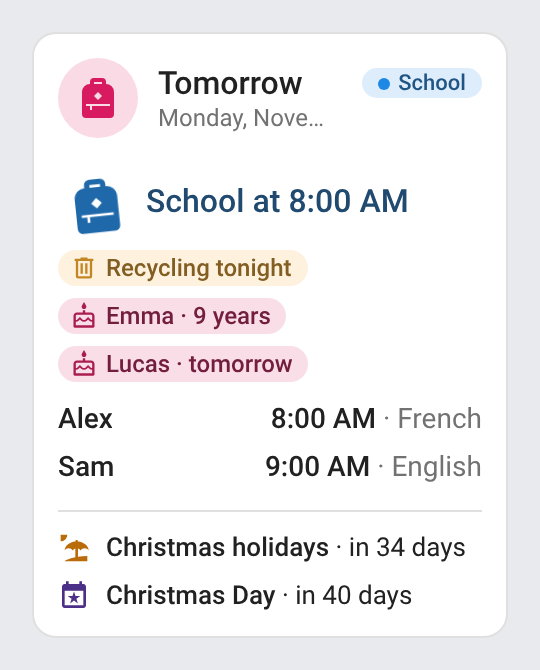 Tomorrow
School
Monday, Nove...
School at 8:00 AM
Recycling tonight
Emma · 9 years
Lucas · tomorrow
Alex 8:00 AM · French
Sam 9:00 AM · English
Christmas holidays · in 34 days
Christmas Day · in 40 days